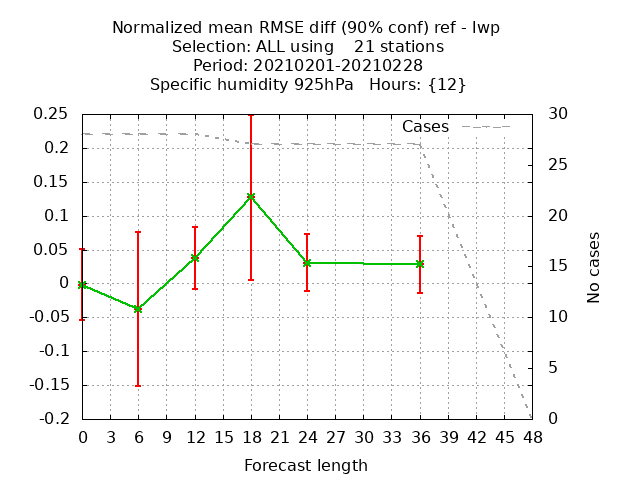 Normalized mean RMSE diff (90% conf) ref - lwp
Selection: ALL using    21 stations
Period: 20210201-20210228
Specific humidity 925hPa   Hours: {12}
Cases
0.25
0.2
0.15
0.1
0.05
0
-0.05
-0.1
-0.15
-0.2
30
25
20
15
10
5
0
No cases
0 3 6 9 12 15 18 21 24 27 30 33 36 39 42 45 48
Forecast length